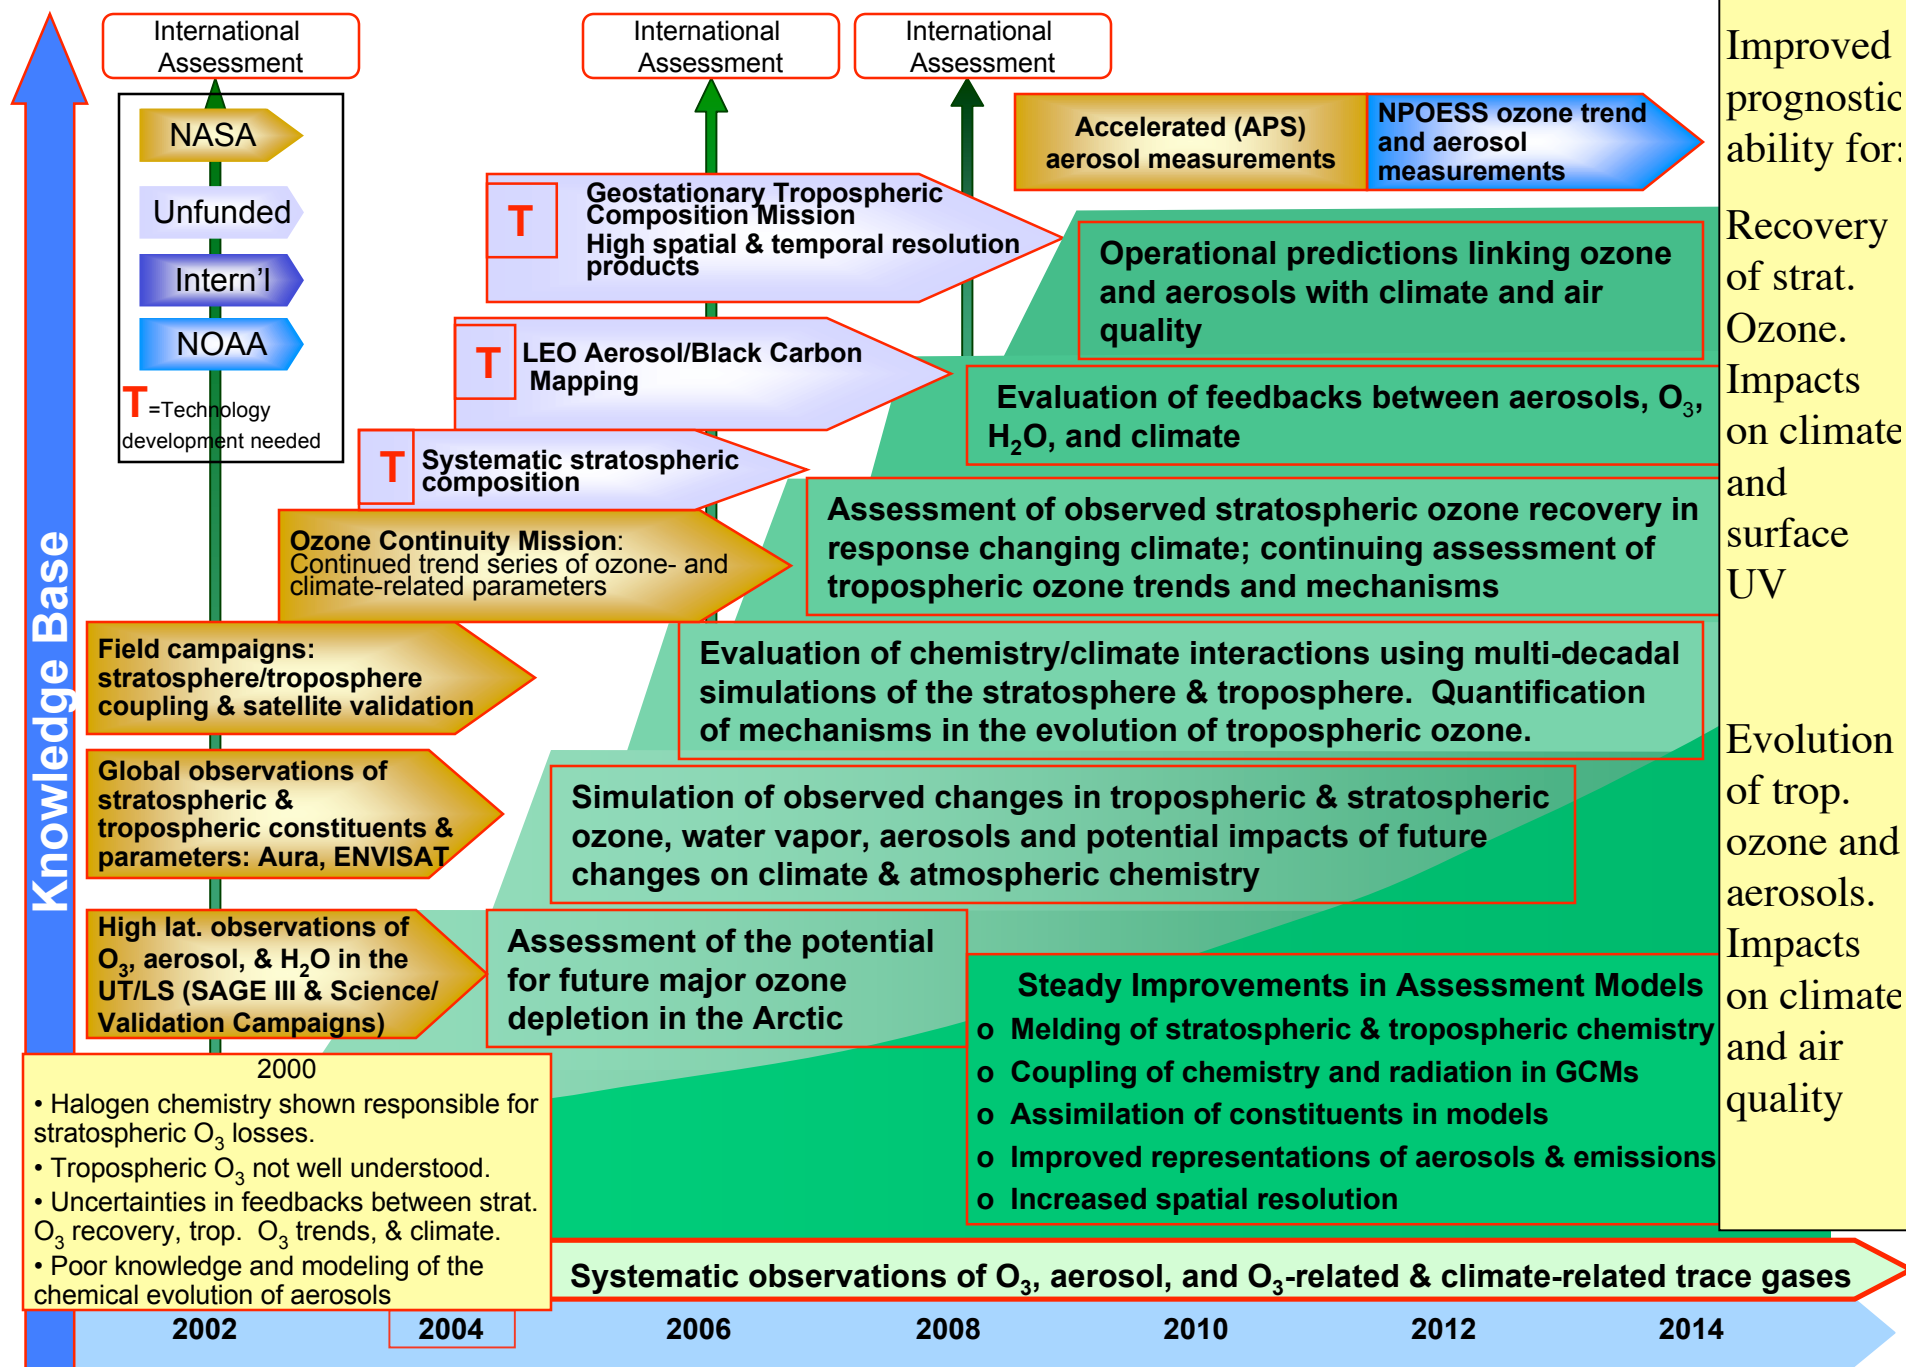 International
Assessment
International
Assessment
International
Assessment
NASA
Unfunded
Intern'l
NOAA
T=Technology
development needed
Knowledge Base
Accelerated (APS)
aerosol measurements
NPOESS ozone trend
and aerosol
measurements
T
Geostationary Tropospheric
Composition Mission
High spatial & temporal resolution
products
Operational predictions linking ozone
and aerosols with climate and air
quality
T
LEO Aerosol/Black Carbon
Mapping
Evaluation of feedbacks between aerosols, O3,
H2O, and climate
T
Systematic stratospheric
composition
Ozone Continuity Mission:
Continued trend series of ozone- and
climate-related parameters
Assessment of observed stratospheric ozone recovery in
response changing climate; continuing assessment of
tropospheric ozone trends and mechanisms
Field campaigns:
stratosphere/troposphere
coupling & satellite validation
Evaluation of chemistry/climate interactions using multi-decadal
simulations of the stratosphere & troposphere. Quantification
of mechanisms in the evolution of tropospheric ozone.
Global observations of
stratospheric &
tropospheric constituents &
parameters: Aura, ENVISAT
Simulation of observed changes in tropospheric & stratospheric
ozone, water vapor, aerosols and potential impacts of future
changes on climate & atmospheric chemistry
High lat. observations of
O3, aerosol, & H2O in the
UT/LS (SAGE III & Science/
Validation Campaigns)
Assessment of the potential
for future major ozone
depletion in the Arctic
Steady Improvements in Assessment Models
o Melding of stratospheric & tropospheric chemistry
o Coupling of chemistry and radiation in GCMs
o Assimilation of constituents in models
o Improved representations of aerosols & emissions
o Increased spatial resolution
2000
• Halogen chemistry shown responsible for
stratospheric O3 losses.
• Tropospheric O3 not well understood.
• Uncertainties in feedbacks between strat.
O3 recovery, trop. O3 trends, & climate.
• Poor knowledge and modeling of the
chemical evolution of aerosols
Systematic observations of O3, aerosol, and O3-related & climate-related trace gases
2002 2004 2006 2008 2010 2012 2014
Improved
prognostic
ability for:
Recovery
of strat.
Ozone.
Impacts
on climate
and
surface
UV
Evolution
of trop.
ozone and
aerosols.
Impacts
on climate
and air
quality